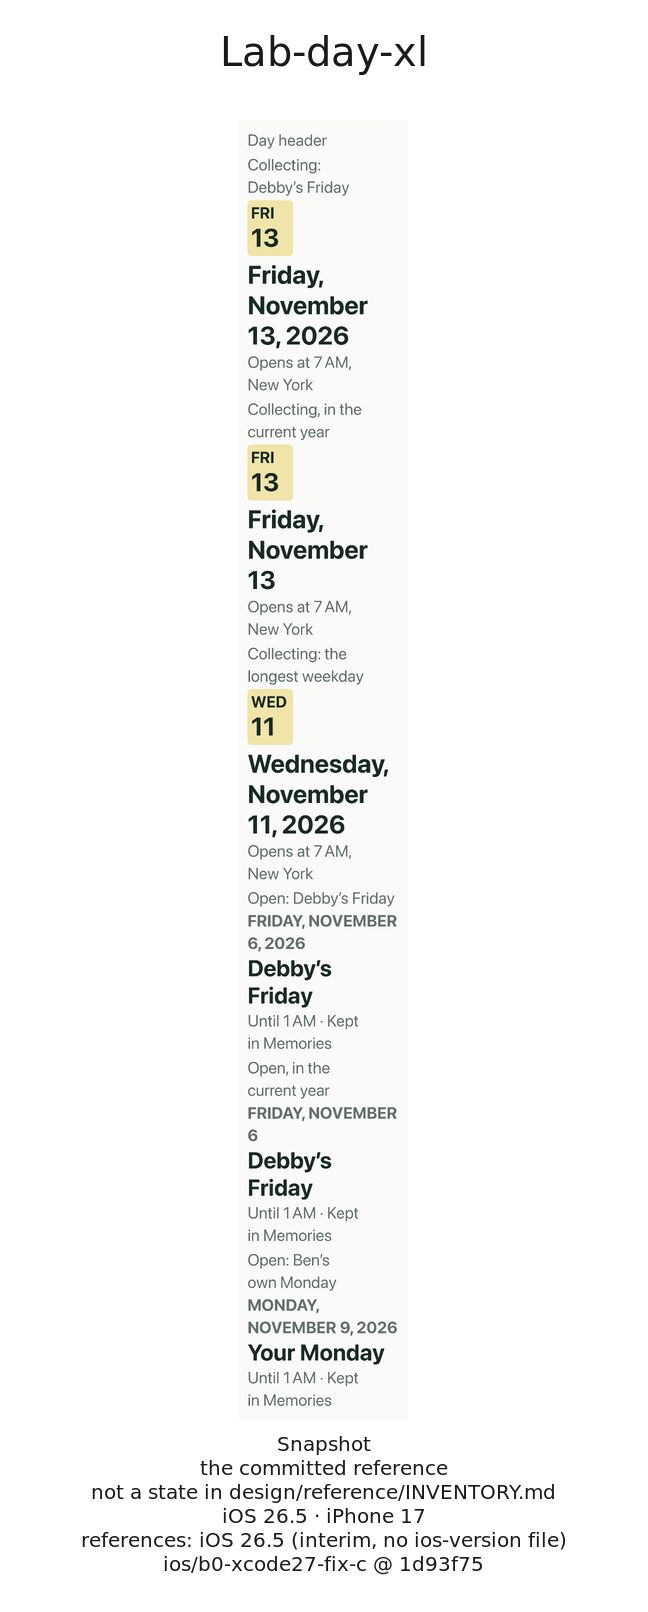 Lab-day-xl
Day header
Collecting:
Debby’s Friday
FRI
13
Friday,
November
13, 2026
Opens at 7 AM,
New York
Collecting, in the
current year
FRI
13
Friday,
November
13
Opens at 7 AM,
New York
Collecting: the
longest weekday
WED
11
Wednesday,
November
11, 2026
Opens at 7 AM,
New York
Open: Debby’s Friday
FRIDAY, NOVEMBER
6, 2026
Debby’s
Friday
Until 1 AM · Kept
in Memories
Open, in the
current year
FRIDAY, NOVEMBER
6
Debby’s
Friday
Until 1 AM · Kept
in Memories
Open: Ben’s
own Monday
MONDAY,
NOVEMBER 9, 2026
Your Monday
Until 1 AM · Kept
in Memories
Snapshot
the committed reference
not a state in design/reference/INVENTORY.md
iOS 26.5 · iPhone 17
references: iOS 26.5 (interim, no ios-version file)
ios/b0-xcode27-fix-c @ 1d93f75